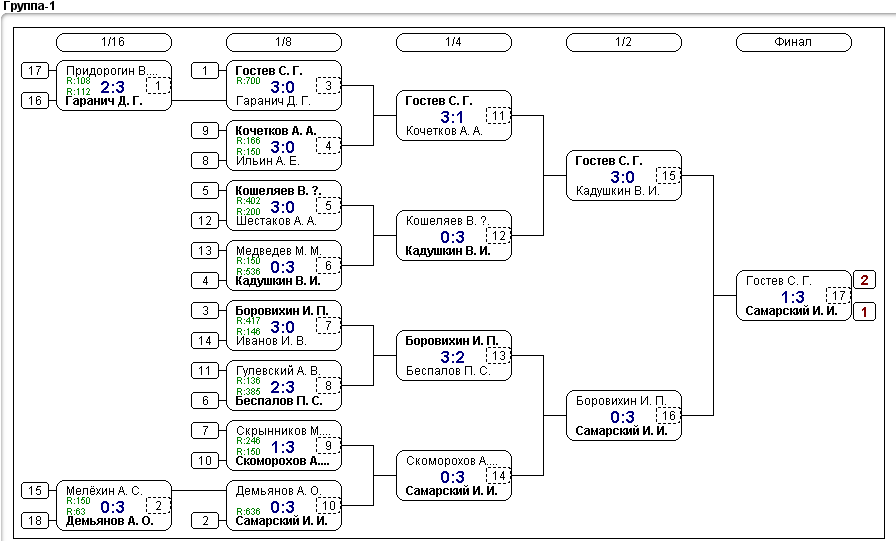 Группа-1
1/16
1/8
1/4
1/2
Финал
17
Придорогин В....
R:108
R:112
2:3
1
16
Гаранич Д. Г.
1
Гостев С. Г.
R:700
3:0
3
Гаранич Д. Г.
9
Кочетков А. А.
R:166
R:150
3:0
4
8
Ильин А. Е.
5
Кошеляев В. ?.
R:402
R:200
3:0
5
12
Шестаков А. А.
13
Медведев М. М.
R:150
R:536
0:3
6
4
Кадушкин В. И.
3
Боровихин И. П.
R:417
R:146
3:0
7
14
Иванов И. В.
11
Гулевский А. В.
R:136
R:385
2:3
8
6
Беспалов П. С.
7
Скрынников М....
R:246
R:150
1:3
9
10
Скоморохов А....
15
Мелёхин А. С.
R:150
R:63
0:3
2
18
Демьянов А. О.
Демьянов А. О.
R:636
0:3
10
2
Самарский И. И.
Гостев С. Г.
3:1
11
Кочетков А. А.
Кошеляев В. ?.
0:3
12
Кадушкин В. И.
Боровихин И. П.
3:2
13
Беспалов П. С.
Скоморохов А....
0:3
14
Самарский И. И.
Гостев С. Г.
3:0
15
Кадушкин В. И.
Боровихин И. П.
0:3
16
Самарский И. И.
Гостев С. Г.
2
1:3
17
Самарский И. И.
1